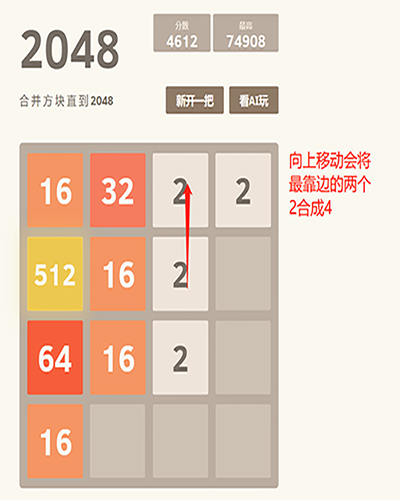 2048
分数
4612
最高
74908
合并方块直到2048
新开一把
看AI玩
16 32 2 2
512 16 2
64 16 2
16
向上移动会将
最靠边的两个
2合成4